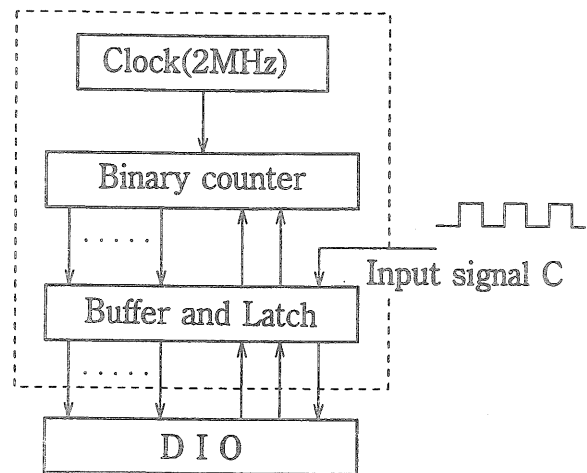 Clock(2MHz)
Binary counter
Input signal C
Buffer and Latch
D I O